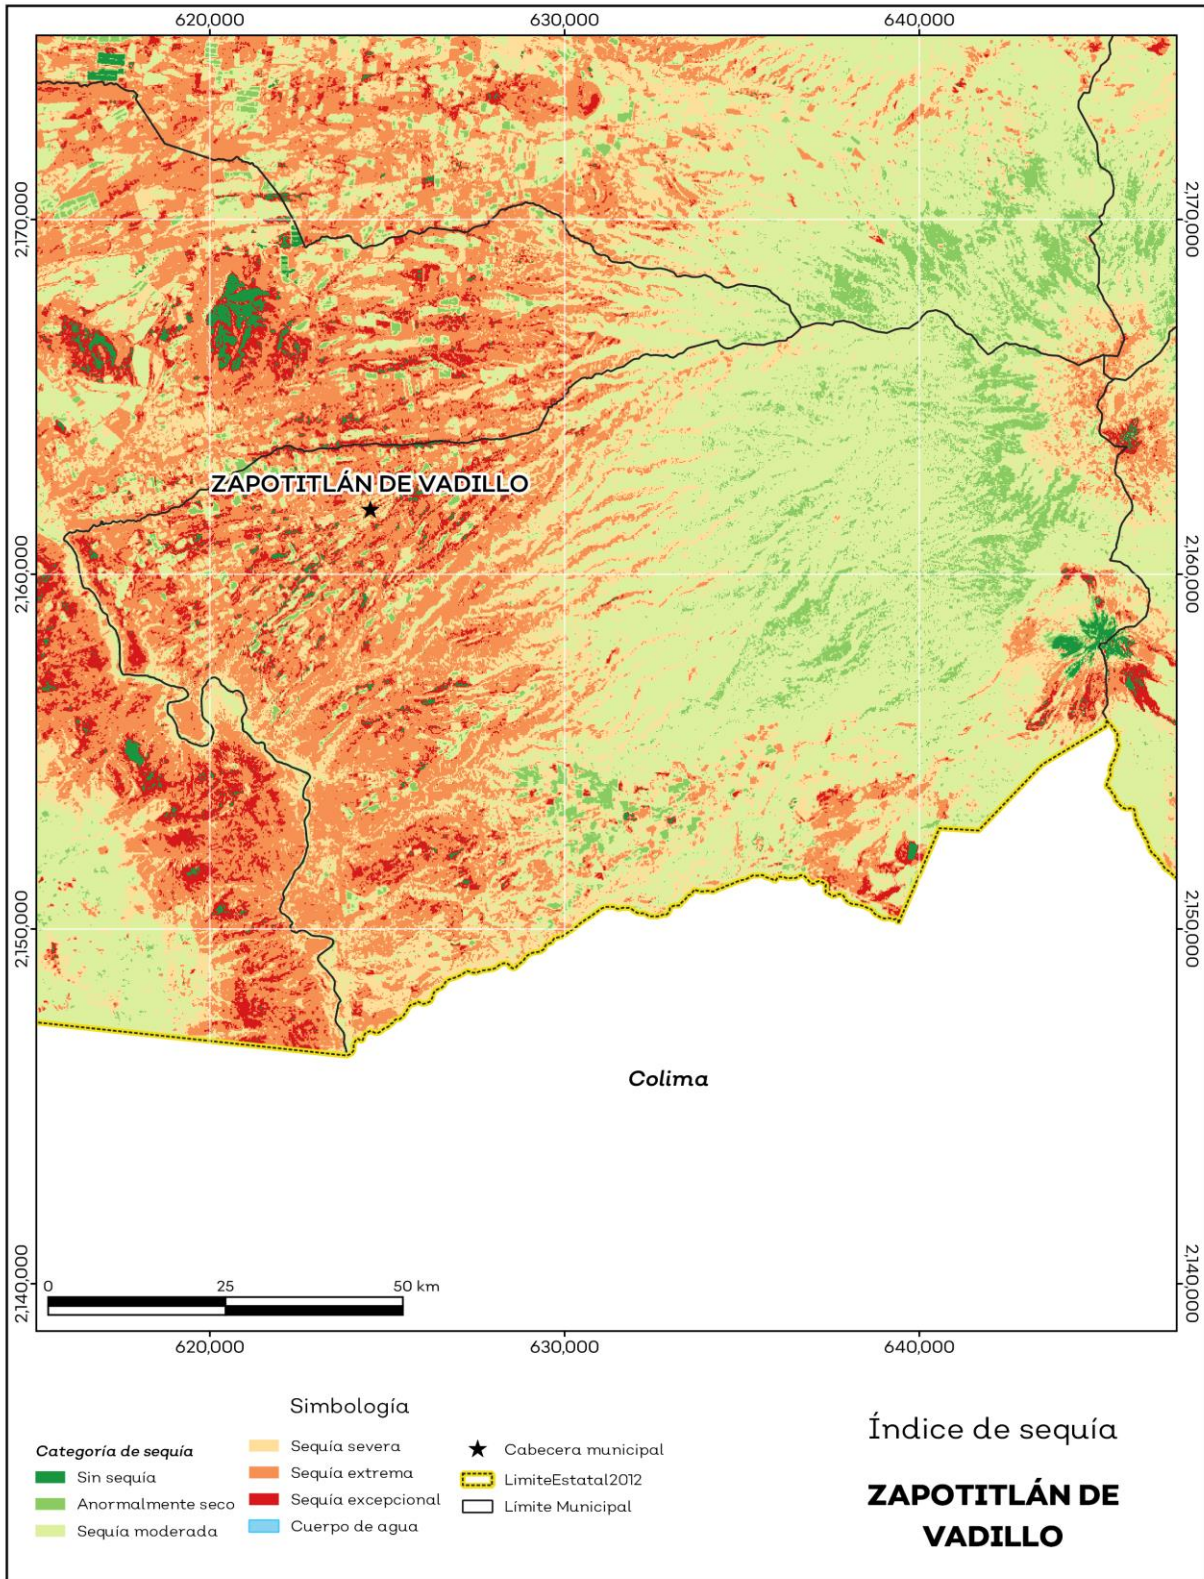 620,000 630,000 640,000
2,170,000 2,170,000
ZAPOTITLÁN DE VADILLO
2,160,000 2,160,000
2,150,000 2,150,000
Colima
2,140,000 2,140,000
0 25 50 km
620,000 630,000 640,000
Simbología
Categoría de sequía
Sin sequía
Anormalmente seco
Sequía moderada
Sequía severa
Sequía extrema
Sequía excepcional
Cuerpo de agua
Cabecera municipal
LimiteEstatal2012
Límite Municipal
Índice de sequía
ZAPOTITLÁN DE
VADILLO